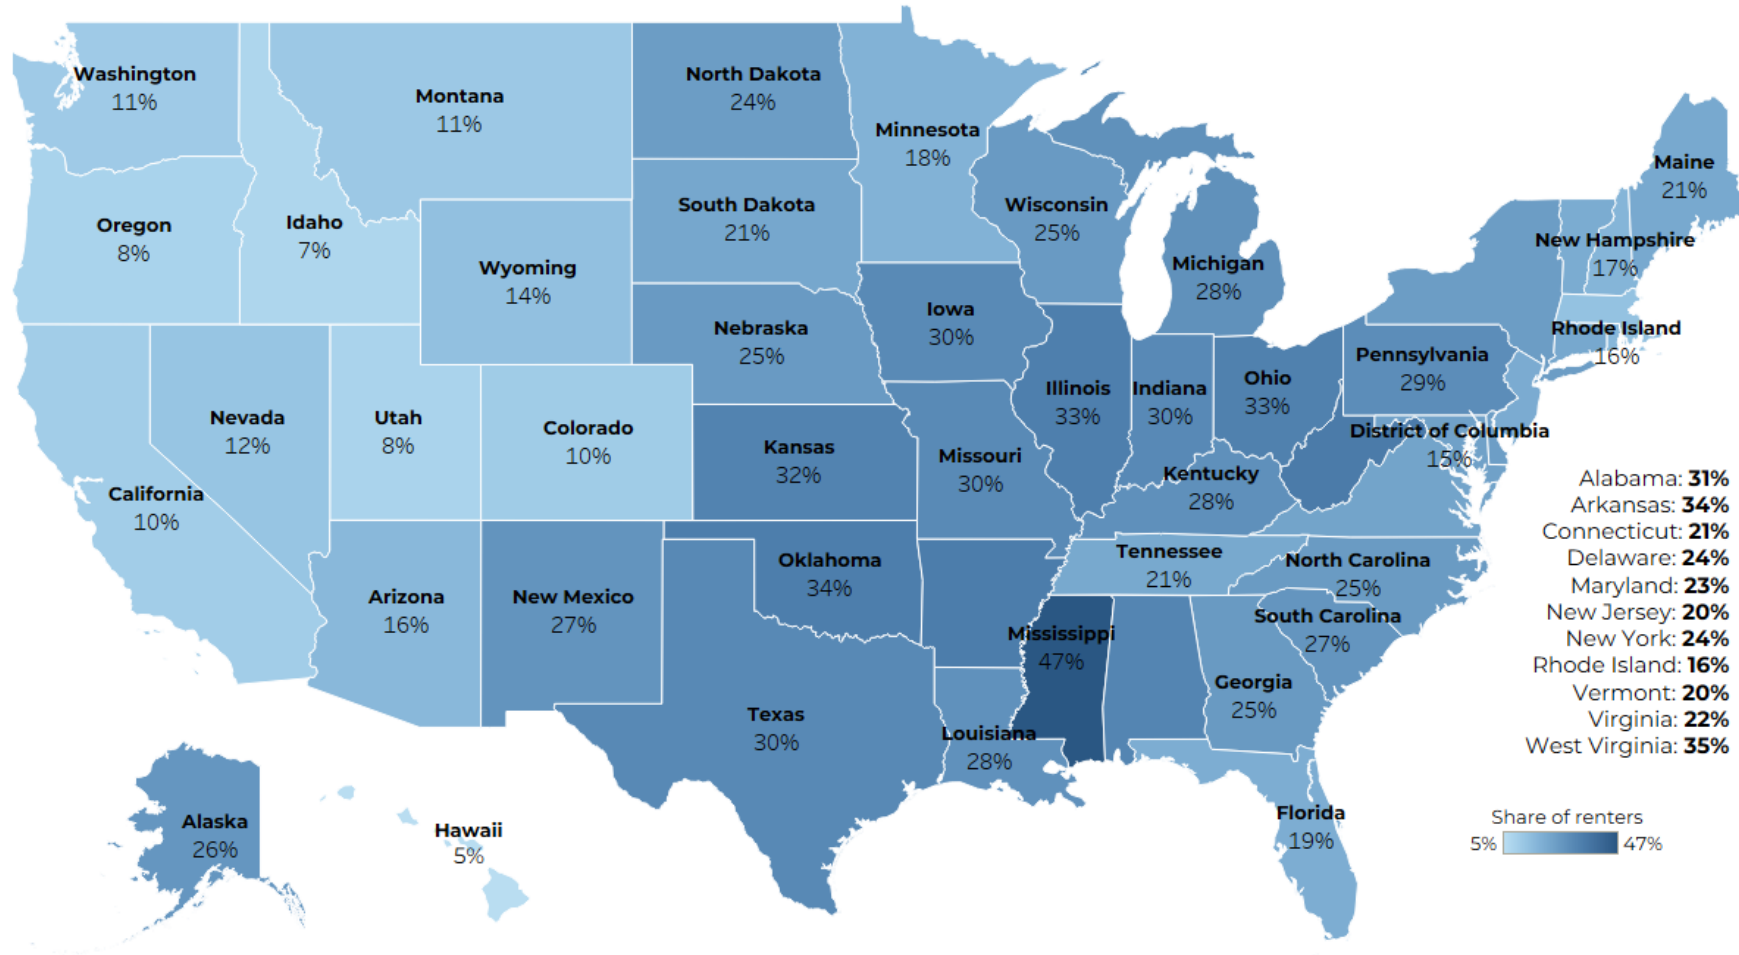 Washington
11%
Montana
11%
North Dakota
24%
Minnesota
18%
Maine
21%
Oregon
8%
Idaho
7%
Wyoming
14%
South Dakota
21%
Wisconsin
25%
Michigan
28%
New Hampshire
17%
Nebraska
25%
Iowa
30%
Rhode Island
16%
Pennsylvania
29%
Illinois
33%
Indiana
30%
Ohio
33%
Nevada
12%
Utah
8%
Colorado
10%
Kansas
32%
Missouri
30%
Kentucky
28%
District of Columbia
15%
California
10%
Arizona
16%
New Mexico
27%
Oklahoma
34%
Tennessee
21%
North Carolina
25%
South Carolina
27%
Mississippi
47%
Georgia
25%
Texas
30%
Louisiana
28%
Florida
19%
Alaska
26%
Hawaii
5%
Alabama: 31%
Arkansas: 34%
Connecticut: 21%
Delaware: 24%
Maryland: 23%
New Jersey: 20%
New York: 24%
Rhode Island: 16%
Vermont: 20%
Virginia: 22%
West Virginia: 35%
Share of renters
5% 47%